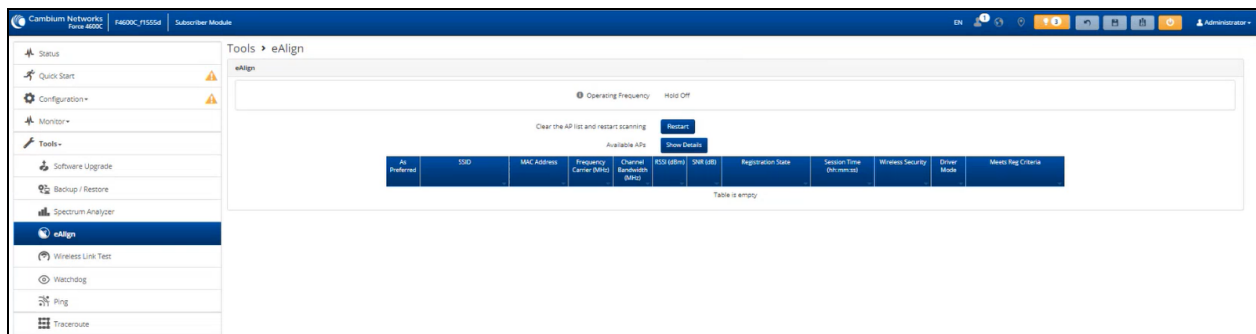 Cambium Networks
Force 4600C
F4600C_f1555d
Subscriber Module
EN
1
3
Administrator
Status
Quick Start
Configuration
Monitor
Tools
Software Upgrade
Backup / Restore
Spectrum Analyzer
eAlign
Wireless Link Test
Watchdog
Ping
Traceroute
Tools > eAlign
eAlign
Operating Frequency Hold Off
Clear the AP list and restart scanning Restart
Available APs Show Details
As Preferred
SSID
MAC Address
Frequency Carrier (MHz)
Channel Bandwidth (MHz)
RSSI (dBm)
SNR (dB)
Registration State
Session Time (hh:mm:ss)
Wireless Security
Driver Mode
Meets Reg Criteria
Table is empty